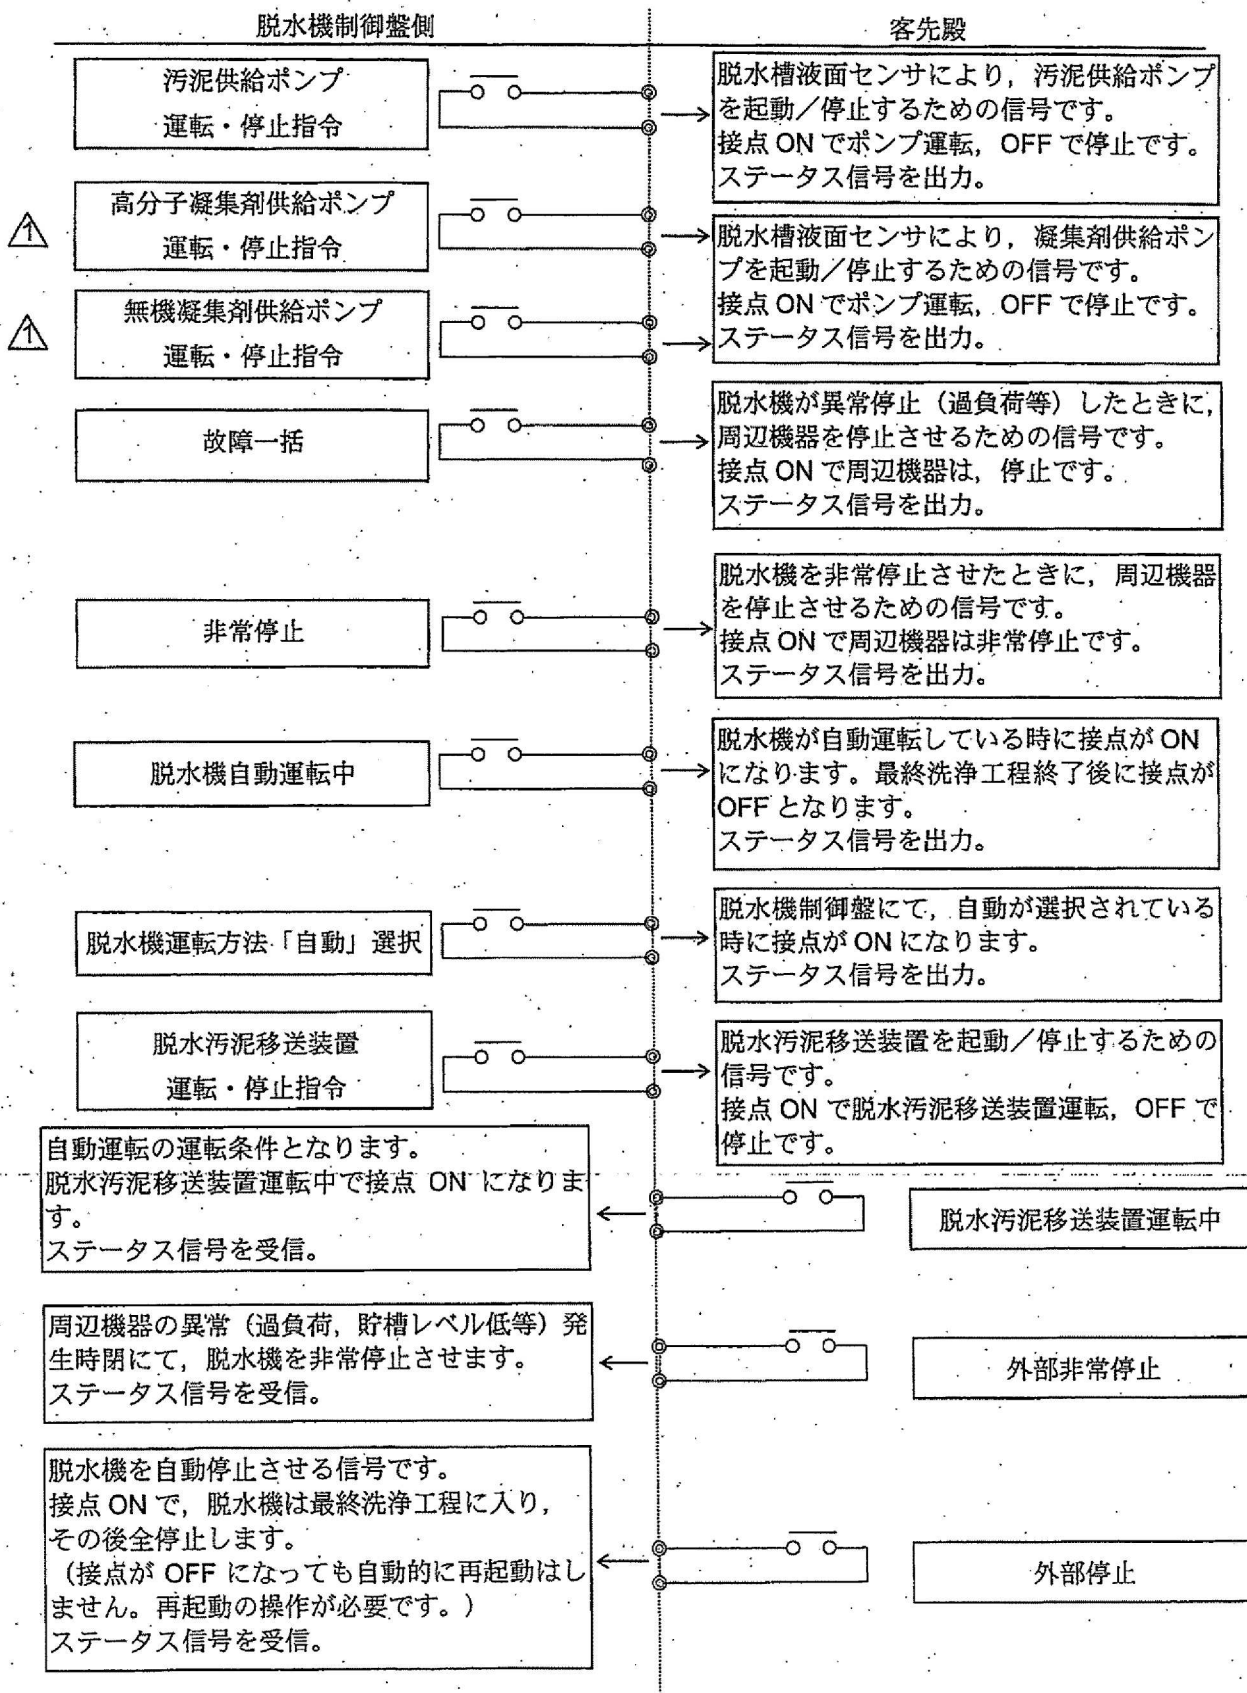 脱水機制御盤側
客先殿
汚泥供給ポンプ
運転・停止指令
脱水槽液面センサにより，汚泥供給ポンプ
を起動／停止するための信号です。
接点 ON でポンプ運転，OFF で停止です。
ステータス信号を出力。
1
高分子凝集剤供給ポンプ
運転・停止指令
1
無機凝集剤供給ポンプ
運転・停止指令
脱水槽液面センサにより，凝集剤供給ポン
プを起動／停止するための信号です。
接点 ON でポンプ運転，OFF で停止です。
ステータス信号を出力。
故障一括
脱水機が異常停止（過負荷等）したときに，
周辺機器を停止させるための信号です。
接点 ON で周辺機器は，停止です。
ステータス信号を出力。
非常停止
脱水機を非常停止させたときに，周辺機器
を停止させるための信号です。
接点 ON で周辺機器は非常停止です。
ステータス信号を出力。
脱水機自動運転中
脱水機が自動運転している時に接点が ON
になります。最終洗浄工程終了後に接点が
OFF となります。
ステータス信号を出力。
脱水機運転方法「自動」選択
脱水機制御盤にて，自動が選択されている
時に接点が ON になります。
ステータス信号を出力。
脱水汚泥移送装置
運転・停止指令
脱水汚泥移送装置を起動／停止するための
信号です。
接点 ON で脱水汚泥移送装置運転，OFF で
停止です。
自動運転の運転条件となります。
脱水汚泥移送装置運転中で接点 ON になりま
す。
ステータス信号を受信。
脱水汚泥移送装置運転中
周辺機器の異常（過負荷，貯槽レベル低等）発
生時閉にて，脱水機を非常停止させます。
ステータス信号を受信。
外部非常停止
脱水機を自動停止させる信号です。
接点 ON で，脱水機は最終洗浄工程に入り，
その後全停止します。
（接点が OFF になっても自動的に再起動はし
ません。再起動の操作が必要です。）
ステータス信号を受信。
外部停止